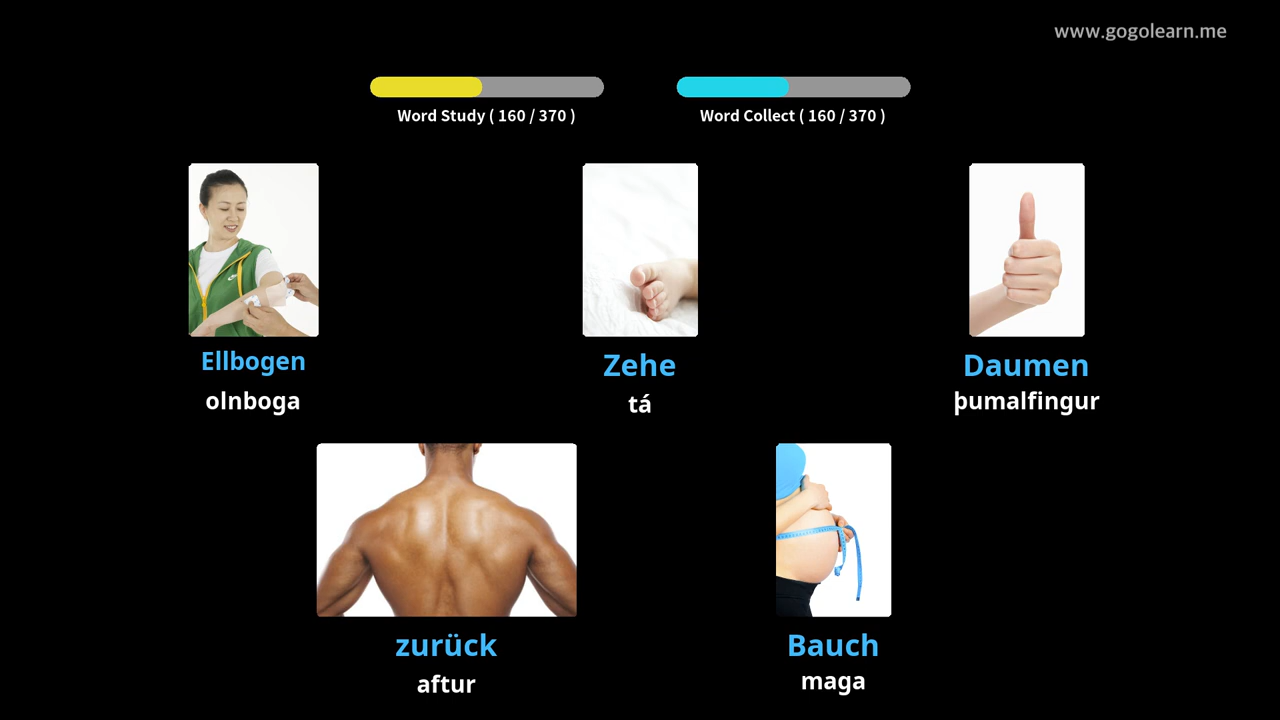 www.gogolearn.me
Word Study ( 160 / 370 )
Word Collect ( 160 / 370 )
Ellbogen
olnboga
Zehe
tá
Daumen
þumalfingur
zurück
aftur
Bauch
maga